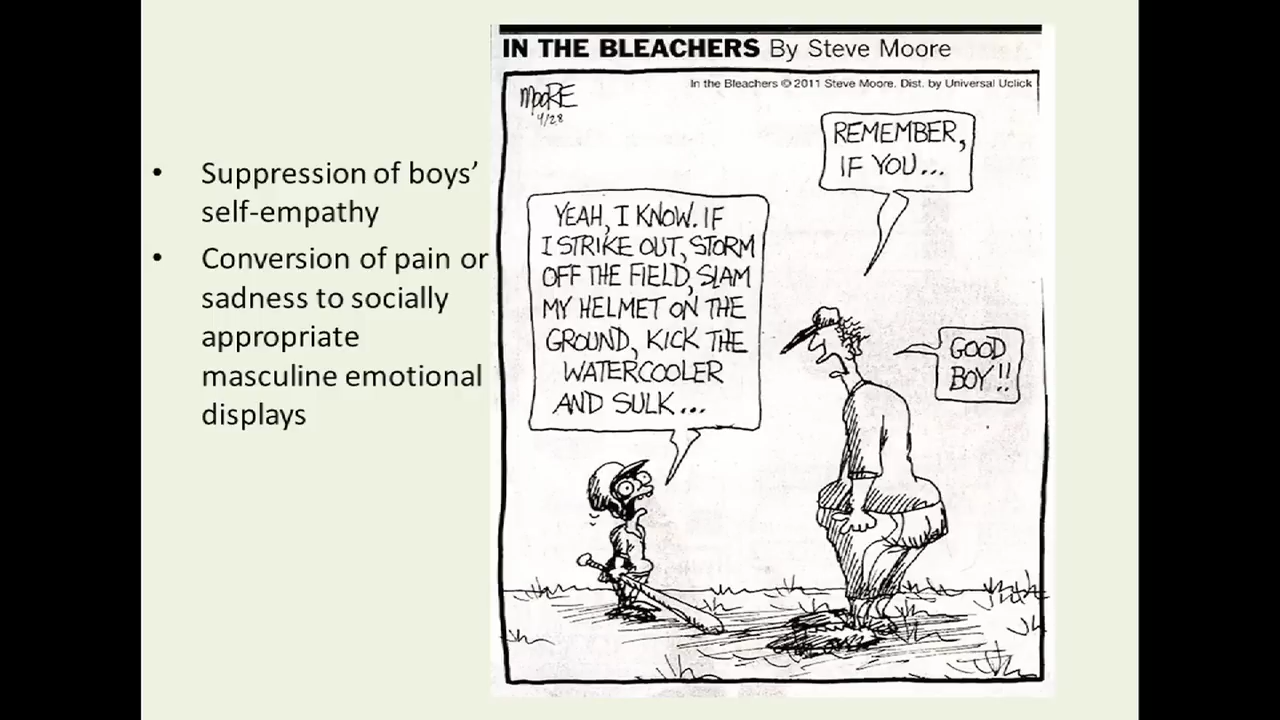 • Suppression of boys’
self-empathy
• Conversion of pain or
sadness to socially
appropriate
masculine emotional
displays
IN THE BLEACHERS By Steve Moore
In the Bleachers © 2011 Steve Moore. Dist. by Universal Uclick
MOORE
4/28
REMEMBER,
IF YOU...
YEAH, I KNOW. IF
I STRIKE OUT, STORM
OFF THE FIELD, SLAM
MY HELMET ON THE
GROUND, KICK THE
WATERCOOLER
AND SULK...
GOOD
BOY!!